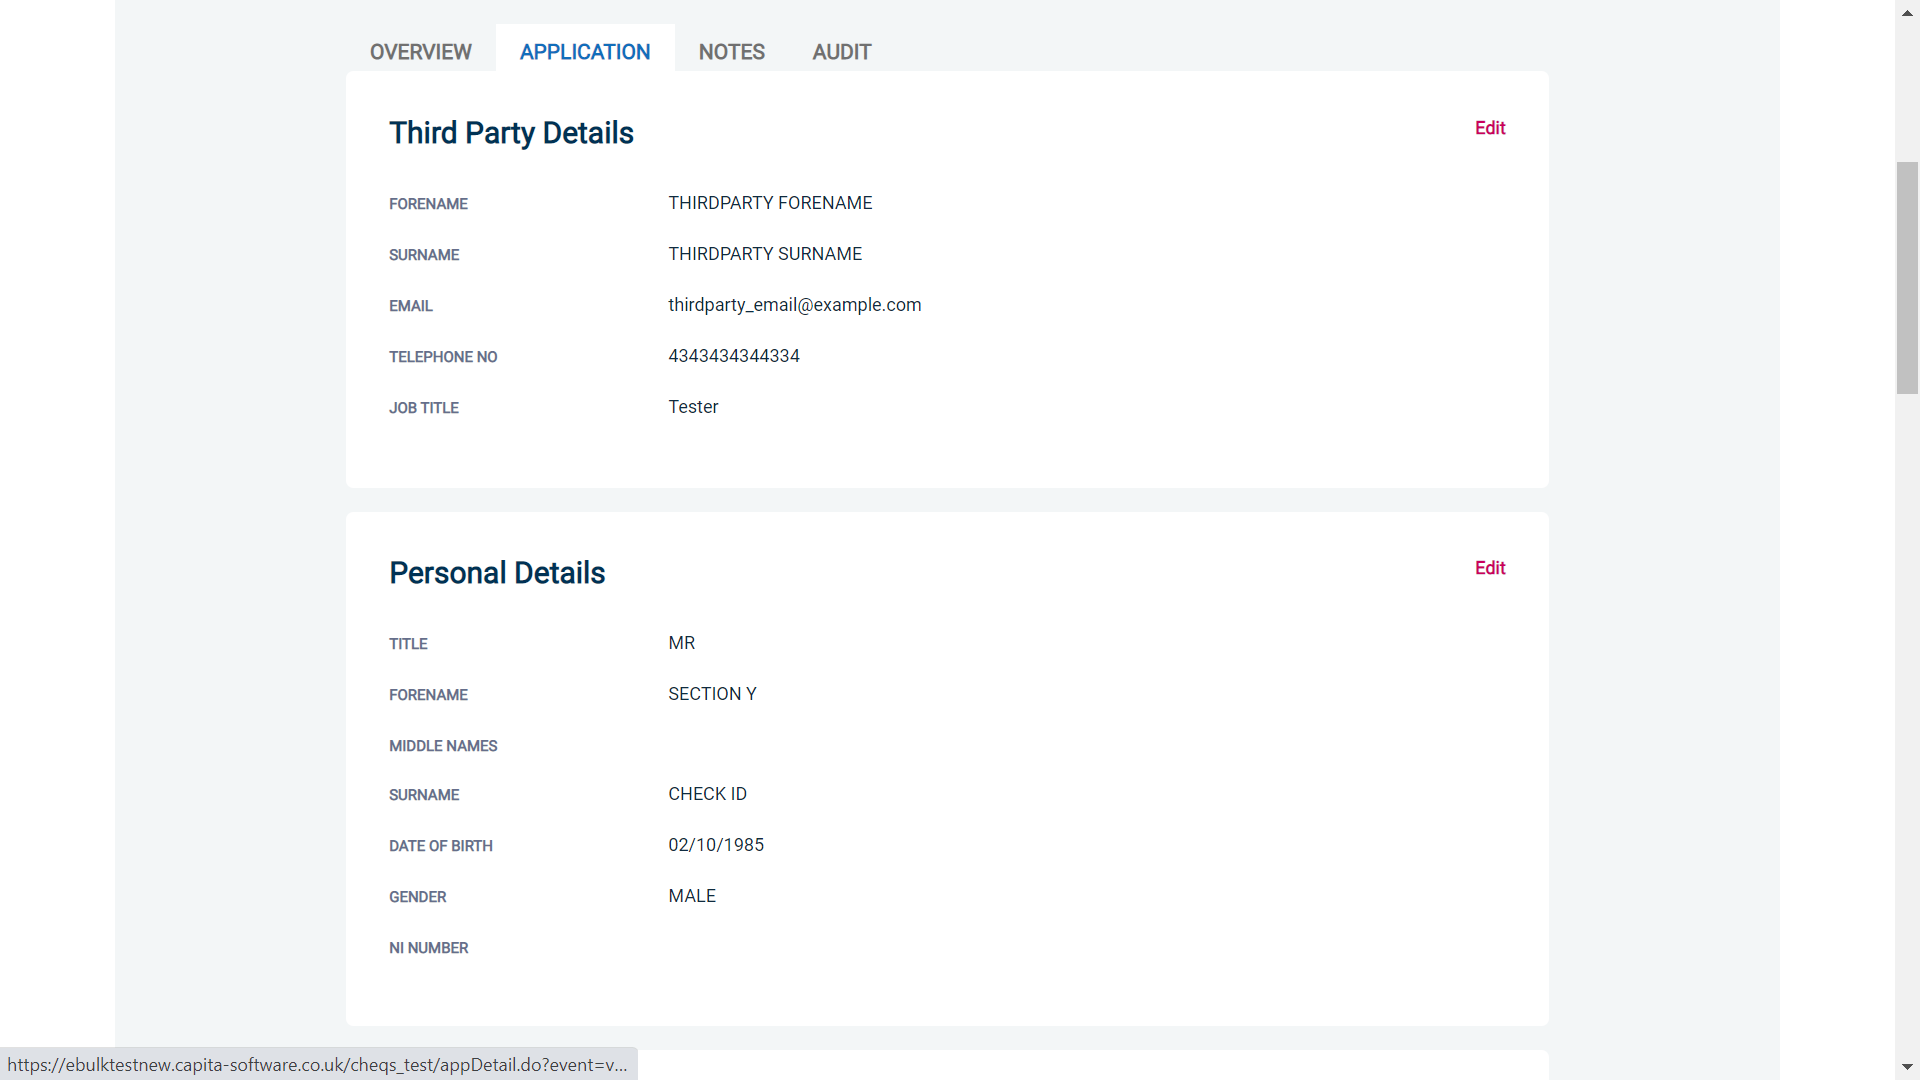 OVERVIEW APPLICATION NOTES AUDIT
Third Party Details Edit
FORENAME THIRDPARTY FORENAME
SURNAME THIRDPARTY SURNAME
EMAIL thirdparty_email@example.com
TELEPHONE NO 4343434344334
JOB TITLE Tester
Personal Details Edit
TITLE MR
FORENAME SECTION Y
MIDDLE NAMES
SURNAME CHECK ID
DATE OF BIRTH 02/10/1985
GENDER MALE
NI NUMBER
https://ebulktestnew.capita-software.co.uk/cheqs_test/appDetail.do?event=v...